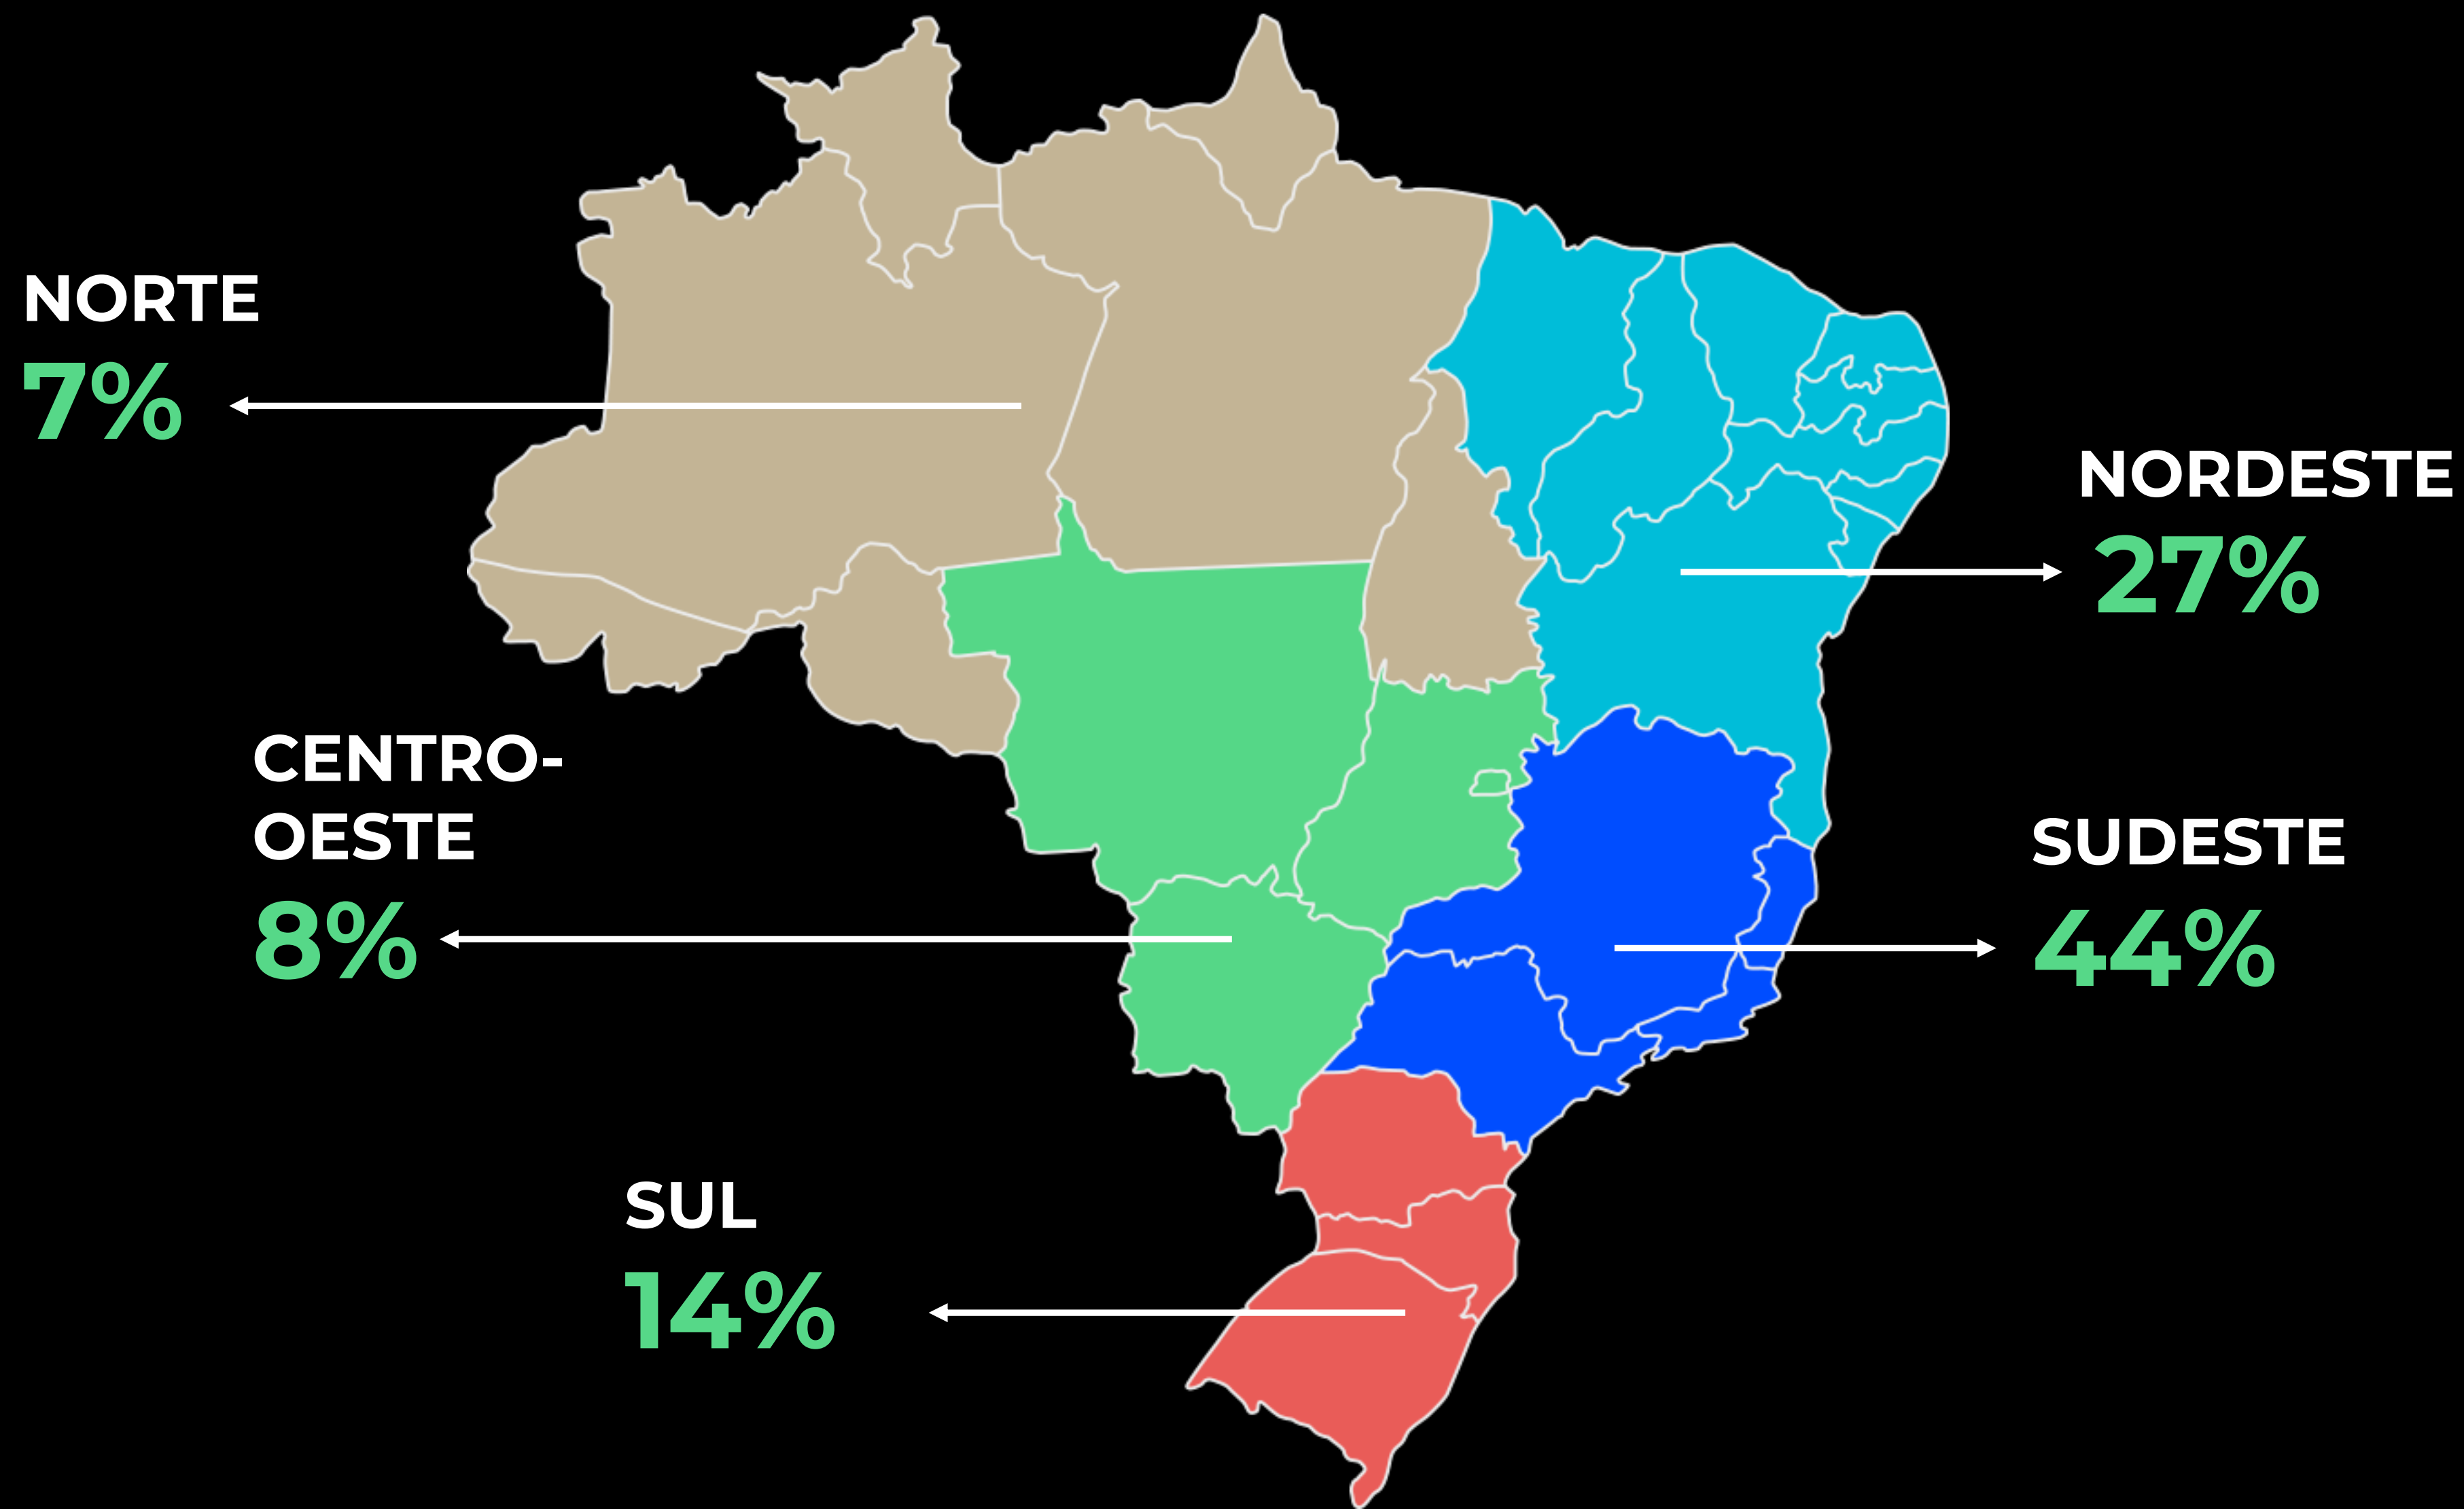 NORTE
7%
NORDESTE
27%
CENTRO-
OESTE
8%
SUDESTE
44%
SUL
14%